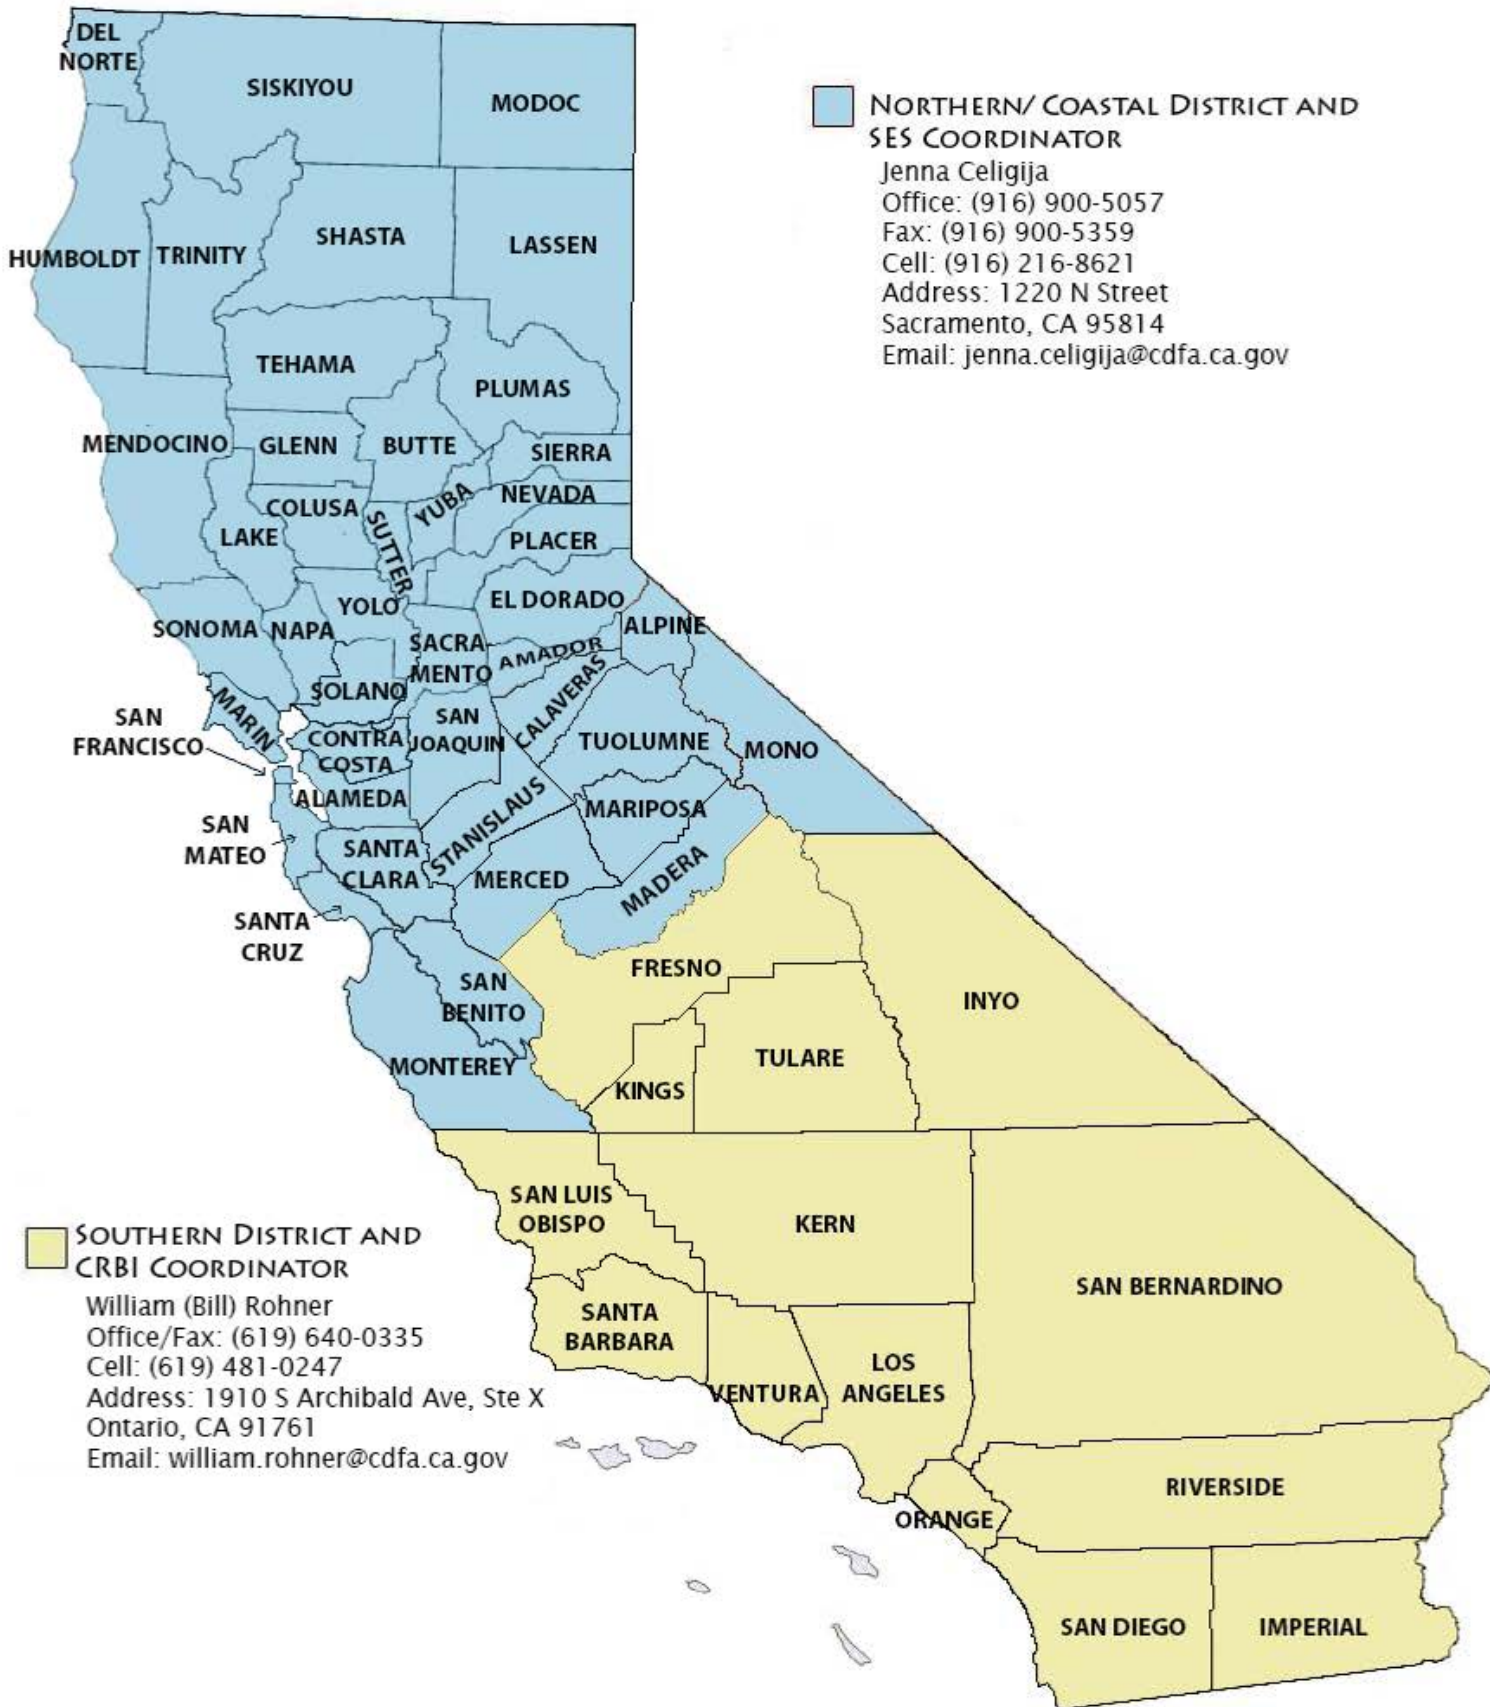 DEL
NORTE
SISKIYOU
MODOC
NORTHERN/ COASTAL DISTRICT AND
SES COORDINATOR
Jenna Celigija
Office: (916) 900-5057
Fax: (916) 900-5359
Cell: (916) 216-8621
Address: 1220 N Street
Sacramento, CA 95814
Email: jenna.celigija@cdfa.ca.gov
HUMBOLDT
TRINITY
SHASTA
LASSEN
TEHAMA
PLUMAS
MENDOCINO
GLENN
BUTTE
SIERRA
COLUSA
SUTTER
YUBA
NEVADA
LAKE
PLACER
YOLO
EL DORADO
SONOMA
NAPA
SACRA
MENTO
AMADOR
ALPINE
SOLANO
MARIN
CALAVERAS
SAN
FRANCISCO
CONTRA
COSTA
SAN
JOAQUIN
TUOLUMNE
MONO
ALAMEDA
STANISLAUS
MARIPOSA
SAN
MATEO
SANTA
CLARA
MERCED
MADERA
SANTA
CRUZ
FRESNO
SAN
BENITO
INYO
MONTEREY
KINGS
TULARE
SAN LUIS
OBISPO
KERN
SOUTHERN DISTRICT AND
CRBI COORDINATOR
William (Bill) Rohner
Office/Fax: (619) 640-0335
Cell: (619) 481-0247
Address: 1910 S Archibald Ave, Ste X
Ontario, CA 91761
Email: william.rohner@cdfa.ca.gov
SAN BERNARDINO
SANTA
BARBARA
VENTURA
LOS
ANGELES
RIVERSIDE
ORANGE
SAN DIEGO
IMPERIAL